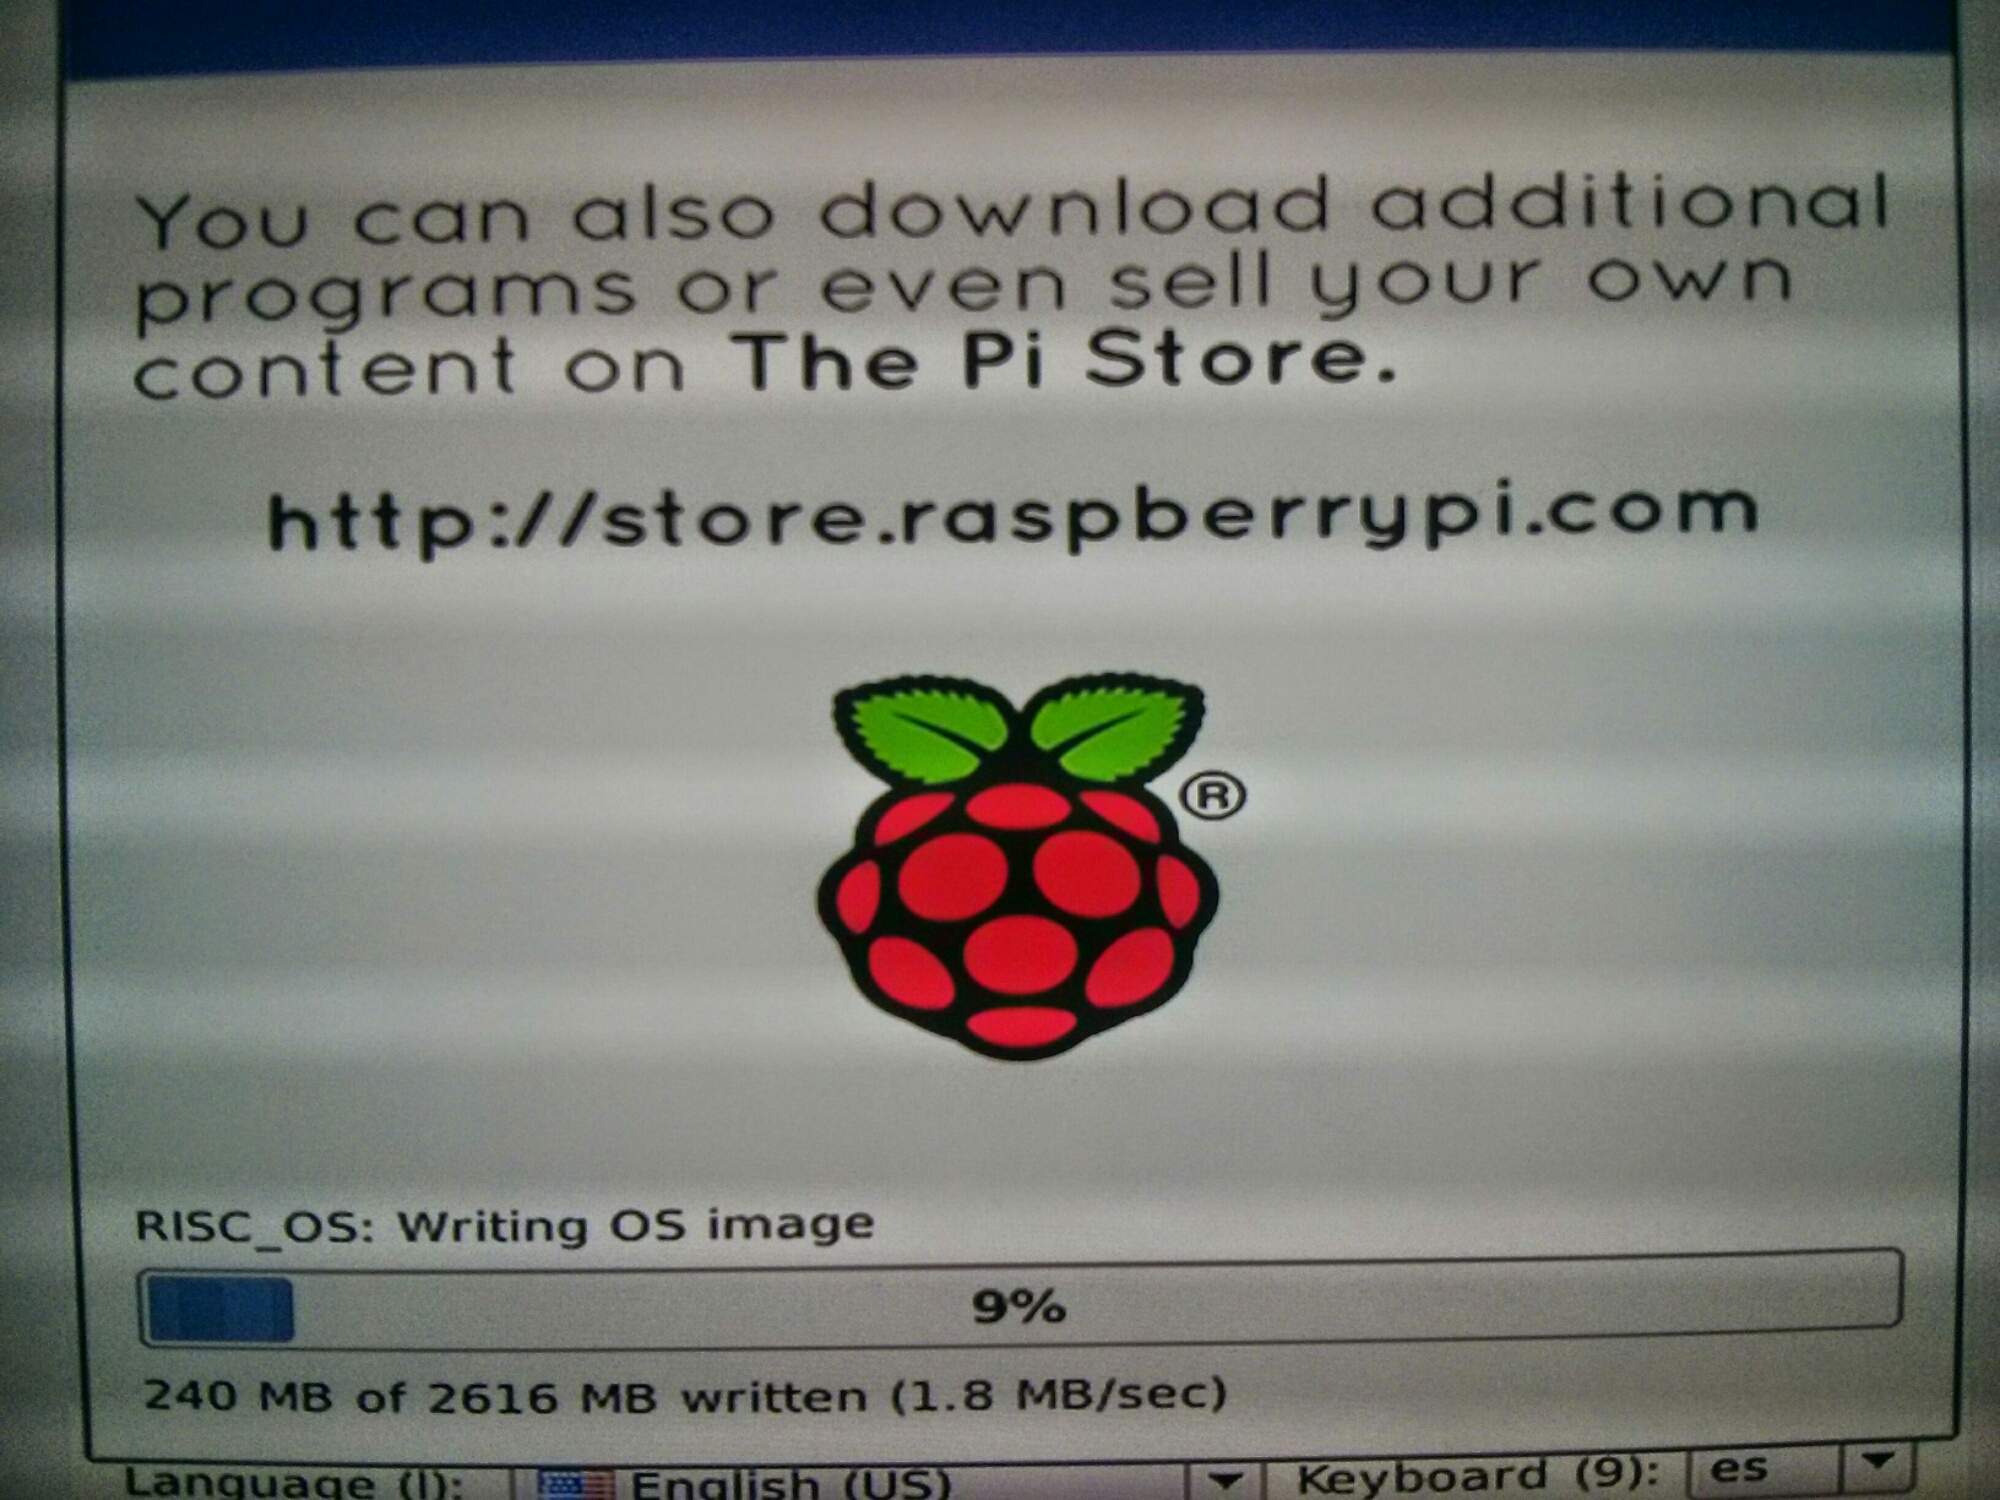 You can also download additional
programs or even sell your own
content on The Pi Store.
http://store.raspberrypi.com
®
RISC_OS: Writing OS image
9%
240 MB of 2616 MB written (1.8 MB/sec)
Language (l): English (US) Keyboard (9): es